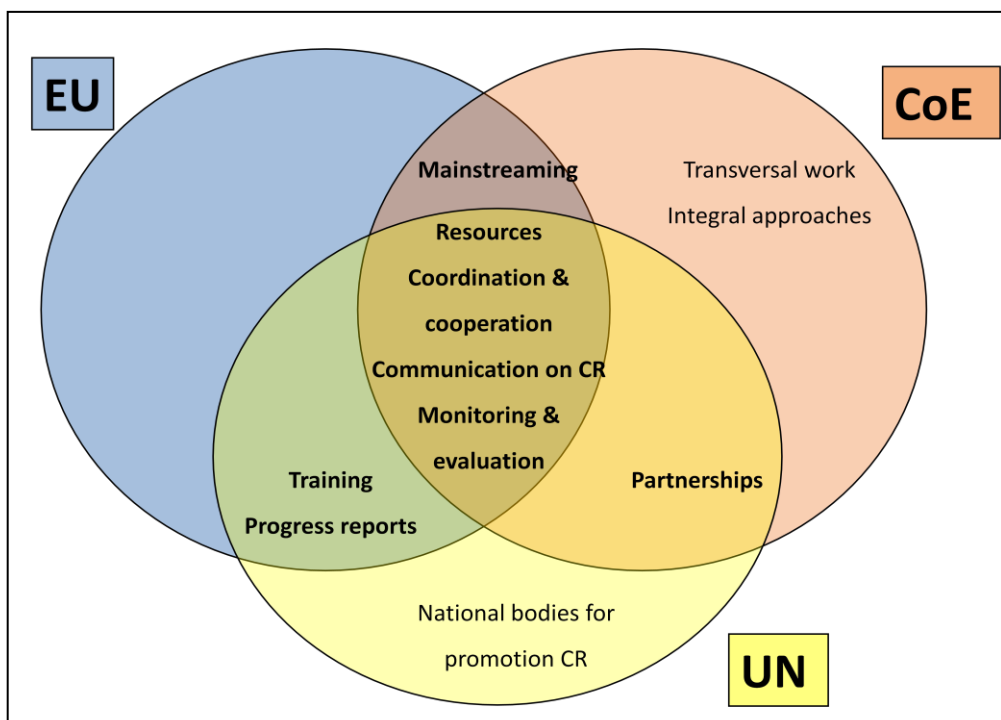 EU
CoE
Mainstreaming
Transversal work
Integral approaches
Resources
Coordination &
cooperation
Communication on CR
Monitoring &
evaluation
Training
Progress reports
Partnerships
National bodies for
promotion CR
UN